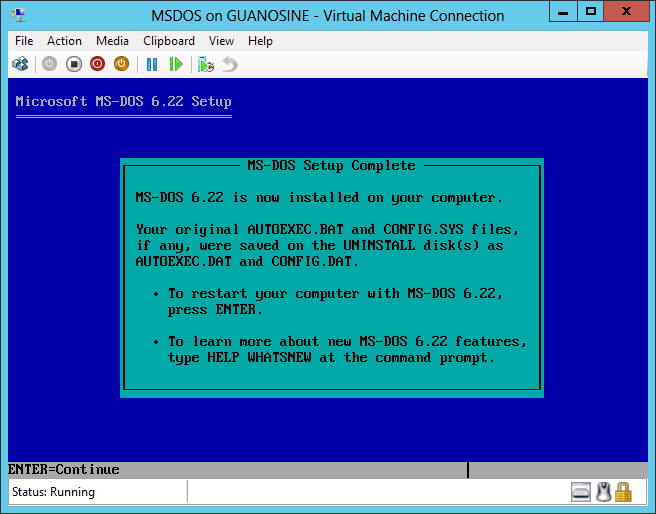 MSDOS on GUANOSINE - Virtual Machine Connection
File Action Media Clipboard View Help
Microsoft MS-DOS 6.22 Setup
MS-DOS Setup Complete
MS-DOS 6.22 is now installed on your computer.
Your original AUTOEXEC.BAT and CONFIG.SYS files,
if any, were saved on the UNINSTALL disk(s) as
AUTOEXEC.DAT and CONFIG.DAT.
• To restart your computer with MS-DOS 6.22,
press ENTER.
• To learn more about new MS-DOS 6.22 features,
type HELP WHATSNEW at the command prompt.
ENTER=Continue
Status: Running